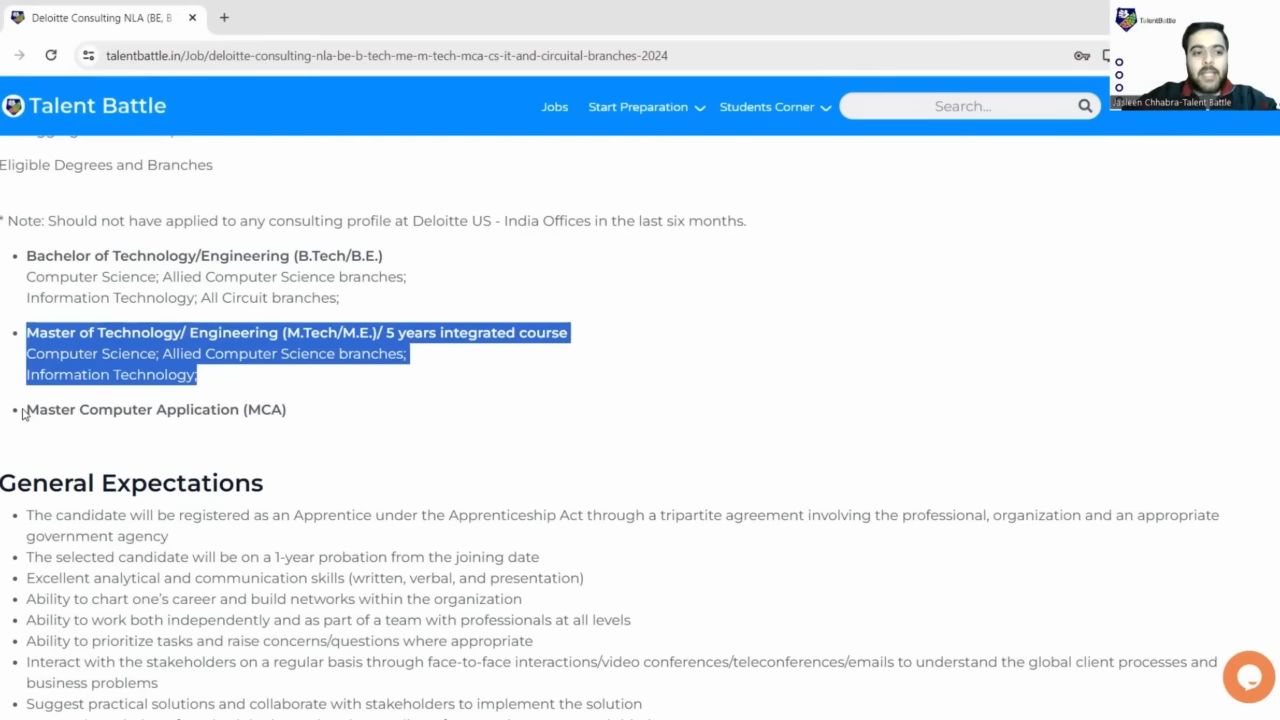 Deloitte Consulting NLA (BE, B
talentbattle.in/Job/deloitte-consulting-nla-be-b-tech-me-m-tech-mca-cs-it-and-circuital-branches-2024
TalentBattle
Jasleen Chhabra-Talent Battle
Talent Battle
Jobs
Start Preparation
Students Corner
Search...
Eligible Degrees and Branches
* Note: Should not have applied to any consulting profile at Deloitte US - India Offices in the last six months.
• Bachelor of Technology/Engineering (B.Tech/B.E.)
Computer Science; Allied Computer Science branches;
Information Technology; All Circuit branches;
• Master of Technology/ Engineering (M.Tech/M.E.)/ 5 years integrated course
Computer Science; Allied Computer Science branches;
Information Technology;
• Master Computer Application (MCA)
General Expectations
• The candidate will be registered as an Apprentice under the Apprenticeship Act through a tripartite agreement involving the professional, organization and an appropriate
government agency
• The selected candidate will be on a 1-year probation from the joining date
• Excellent analytical and communication skills (written, verbal, and presentation)
• Ability to chart one's career and build networks within the organization
• Ability to work both independently and as part of a team with professionals at all levels
• Ability to prioritize tasks and raise concerns/questions where appropriate
• Interact with the stakeholders on a regular basis through face-to-face interactions/video conferences/teleconferences/emails to understand the global client processes and
business problems
• Suggest practical solutions and collaborate with stakeholders to implement the solution